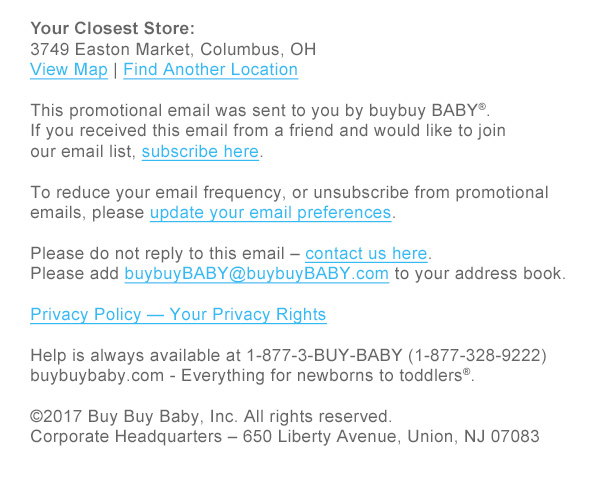 Your Closest Store:
3749 Easton Market, Columbus, OH
View Map | Find Another Location
This promotional email was sent to you by buybuy BABY®.
If you received this email from a friend and would like to join
our email list, subscribe here.
To reduce your email frequency, or unsubscribe from promotional
emails, please update your email preferences.
Please do not reply to this email – contact us here.
Please add buybuyBABY@buybuyBABY.com to your address book.
Privacy Policy — Your Privacy Rights
Help is always available at 1-877-3-BUY-BABY (1-877-328-9222)
buybuybaby.com - Everything for newborns to toddlers®.
©2017 Buy Buy Baby, Inc. All rights reserved.
Corporate Headquarters – 650 Liberty Avenue, Union, NJ 07083